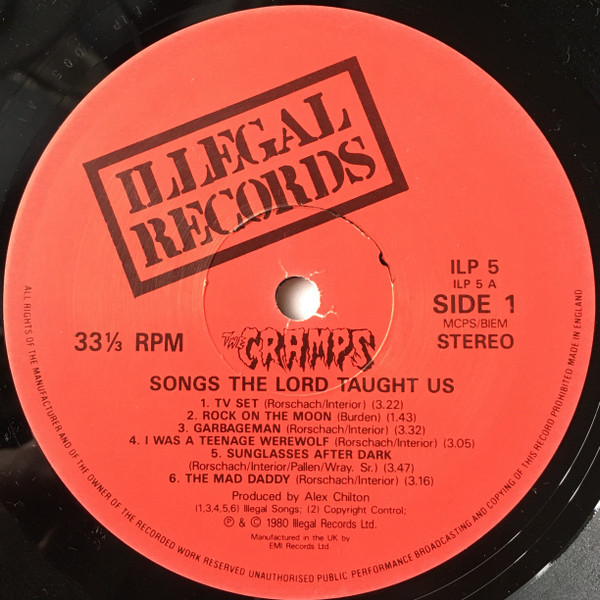 ILLEGAL
RECORDS
ILP 5
ILP 5 A
SIDE 1
MCPS/BIEM
STEREO
33⅓ RPM
THE CRAMPS
SONGS THE LORD TAUGHT US
1. TV SET (Rorschach/Interior) (3.22)
2. ROCK ON THE MOON (Burden) (1.43)
3. GARBAGEMAN (Rorschach/Interior) (3.32)
4. I WAS A TEENAGE WEREWOLF (Rorschach/Interior) (3.05)
5. SUNGLASSES AFTER DARK
(Rorschach/Interior/Pallen/Wray. Sr.) (3.47)
6. THE MAD DADDY (Rorschach/Interior) (3.16)
Produced by Alex Chilton
(1,3,4,5,6) Illegal Songs; (2) Copyright Control;
℗ & © 1980 Illegal Records Ltd.
Manufactured in the UK by
EMI Records Ltd
ALL RIGHTS OF THE MANUFACTURER AND OF THE OWNER OF THE RECORDED WORK RESERVED UNAUTHORISED PUBLIC PERFORMANCE BROADCASTING AND COPYING OF THIS RECORD PROHIBITED MADE IN ENGLAND